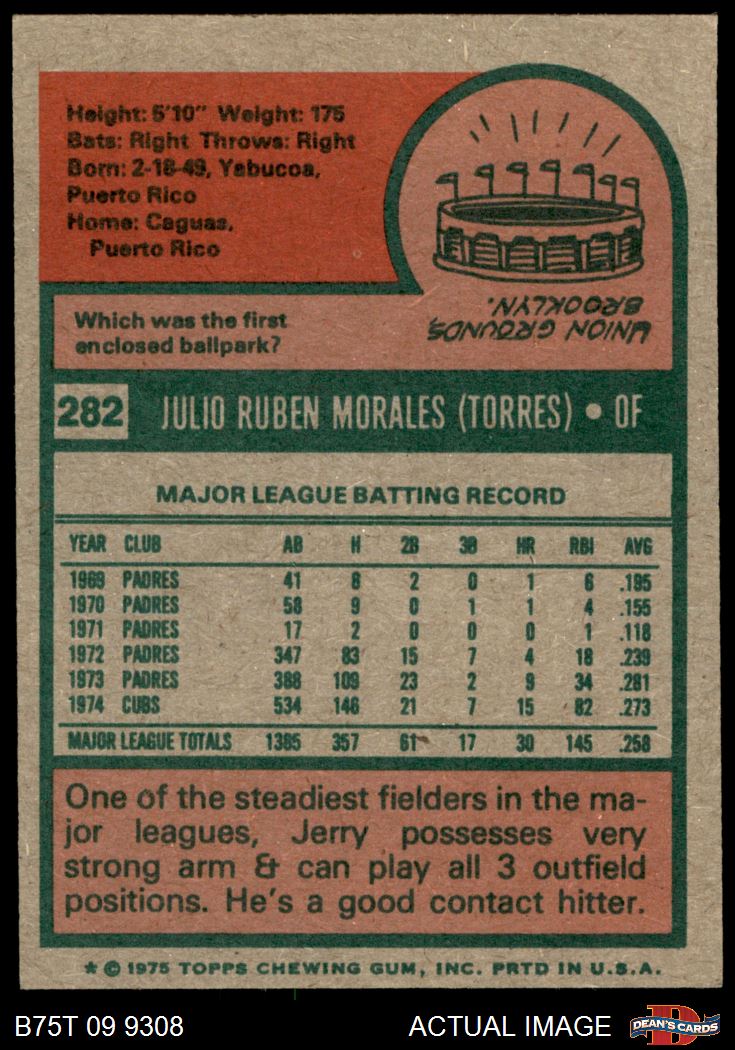 Height: 5'10" Weight: 175
Bats: Right Throws: Right
Born: 2-18-49, Yabucoa,
Puerto Rico
Home: Caguas,
Puerto Rico
Which was the first
enclosed ballpark?
UNION GROUNDS,
BROOKLYN.
282 JULIO RUBEN MORALES (TORRES) • OF
MAJOR LEAGUE BATTING RECORD
YEAR CLUB AB H 2B 3B HR RBI AVG
1969 PADRES 41 8 2 0 1 6 .195
1970 PADRES 58 9 0 1 1 4 .155
1971 PADRES 17 2 0 0 0 1 .118
1972 PADRES 347 83 15 7 4 18 .239
1973 PADRES 388 109 23 2 9 34 .281
1974 CUBS 534 146 21 7 15 82 .273
MAJOR LEAGUE TOTALS 1385 357 61 17 30 145 .258
One of the steadiest fielders in the ma-
jor leagues, Jerry possesses very
strong arm & can play all 3 outfield
positions. He's a good contact hitter.
* © 1975 TOPPS CHEWING GUM, INC. PRTD IN U.S.A.
B75T 09 9308 ACTUAL IMAGE D DEAN'S CARDS